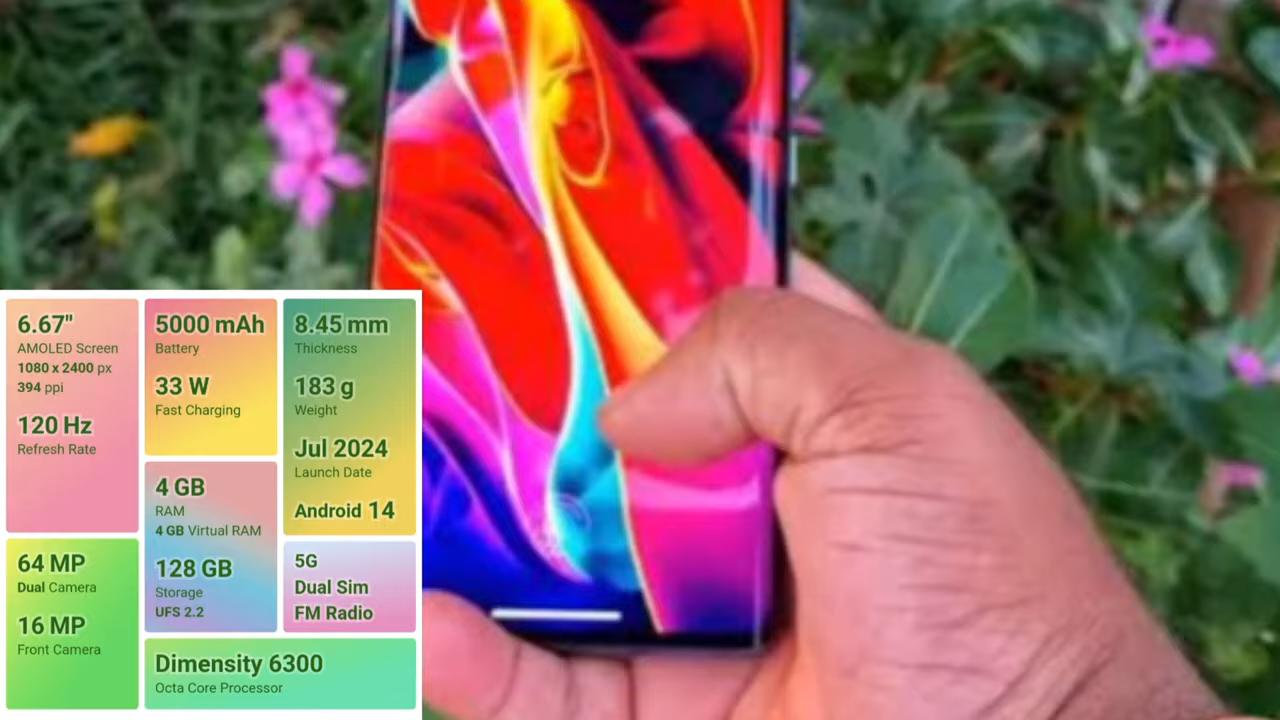 6.67"
AMOLED Screen
1080 x 2400 px
394 ppi
120 Hz
Refresh Rate
64 MP
Dual Camera
16 MP
Front Camera
5000 mAh
Battery
33 W
Fast Charging
4 GB
RAM
4 GB Virtual RAM
128 GB
Storage
UFS 2.2
8.45 mm
Thickness
183 g
Weight
Jul 2024
Launch Date
Android 14
5G
Dual Sim
FM Radio
Dimensity 6300
Octa Core Processor